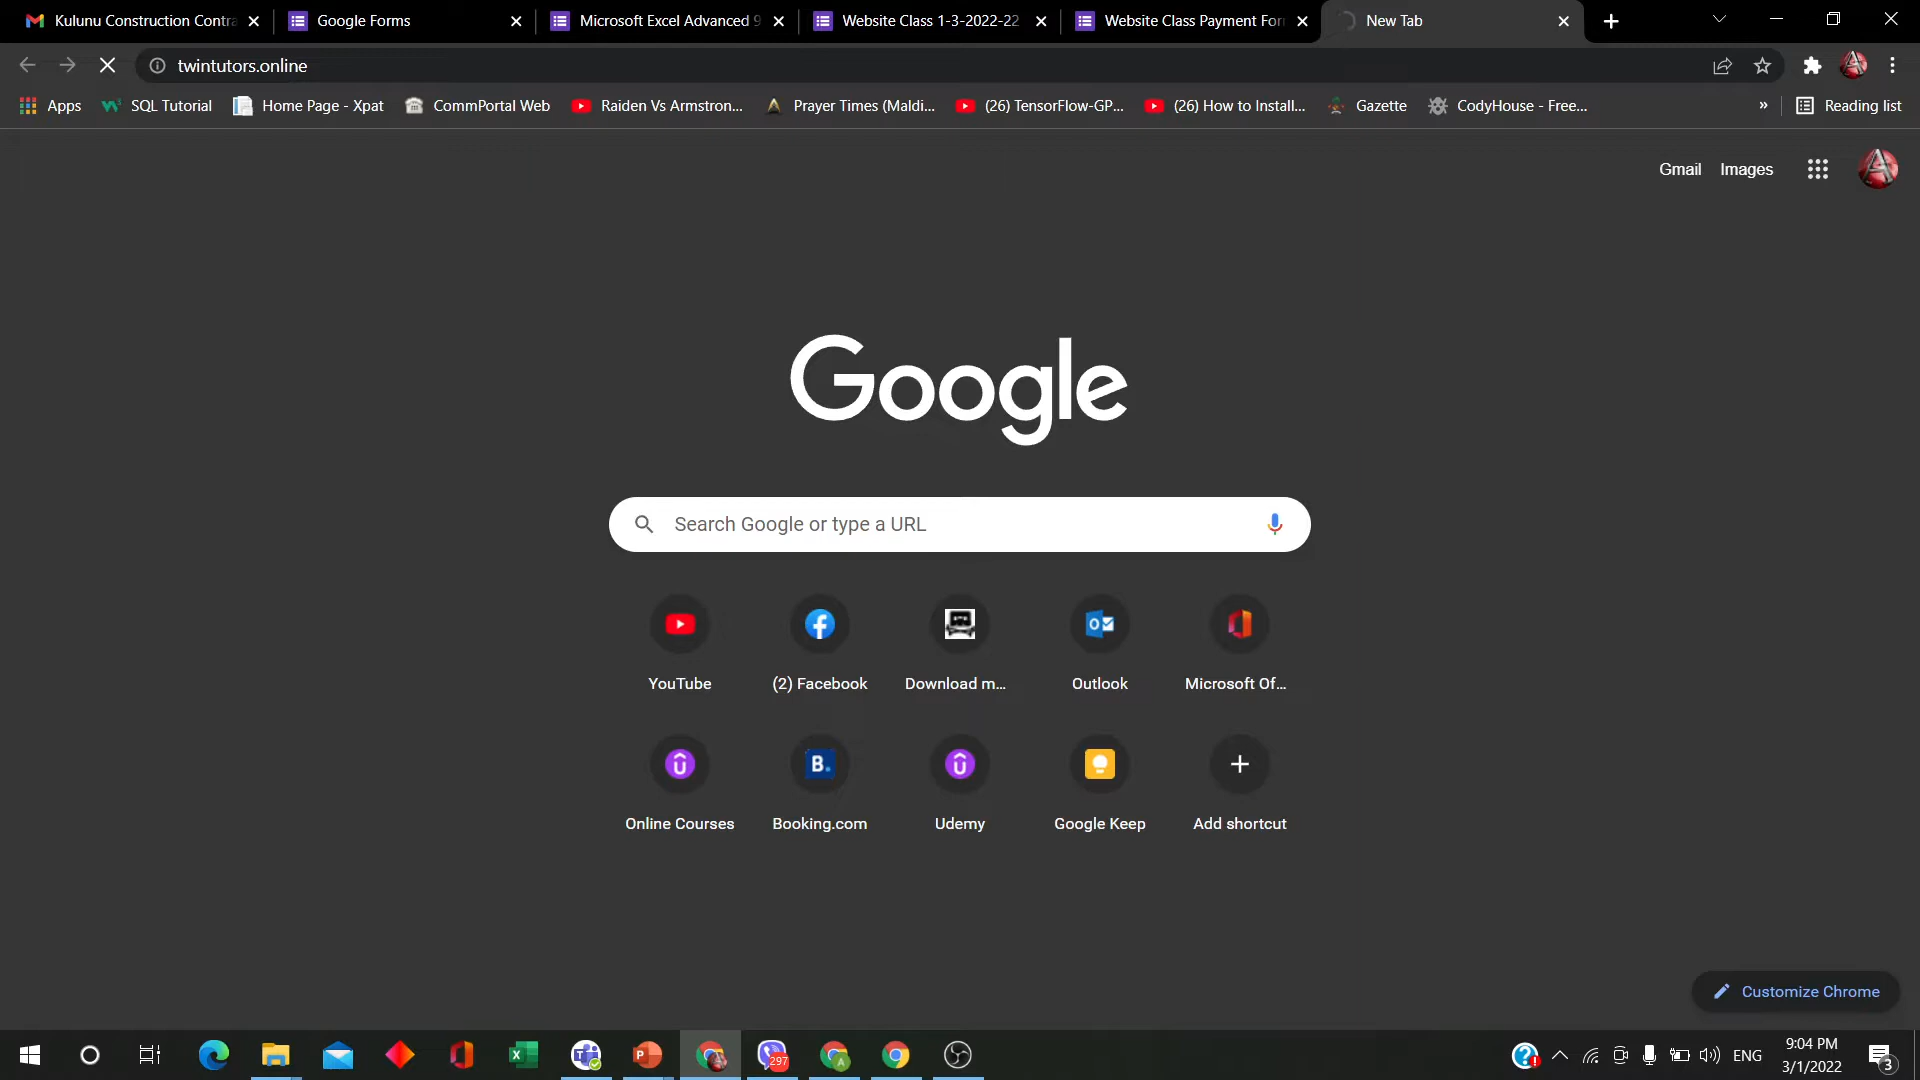 Kulunu Construction Contra
Google Forms
Microsoft Excel Advanced 9
Website Class 1-3-2022-22
Website Class Payment For
New Tab
twintutors.online
Apps
SQL Tutorial
Home Page - Xpat
CommPortal Web
Raiden Vs Armstron...
Prayer Times (Maldi...
(26) TensorFlow-GP...
(26) How to Install...
Gazette
CodyHouse - Free...
»
Reading list
Gmail
Images
Google
Search Google or type a URL
YouTube
(2) Facebook
Download m...
Outlook
Microsoft Of...
Online Courses
Booking.com
Udemy
Google Keep
Add shortcut
Customize Chrome
297
ENG
9:04 PM
3/1/2022
3